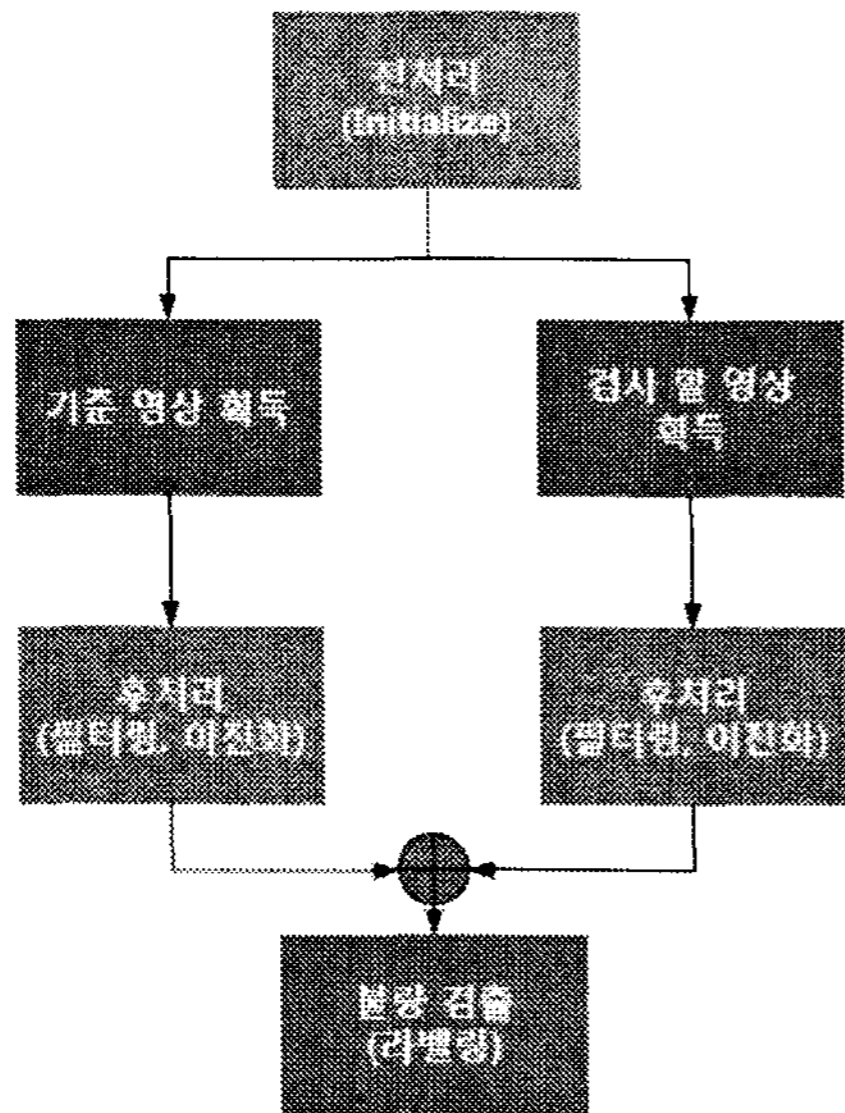 전처리
(Initialize)
기준 영상 획득
검사 할 영상
획득
후처리
(필터링, 이진화)
후처리
(필터링, 이진화)
불량 검출
(라벨링)